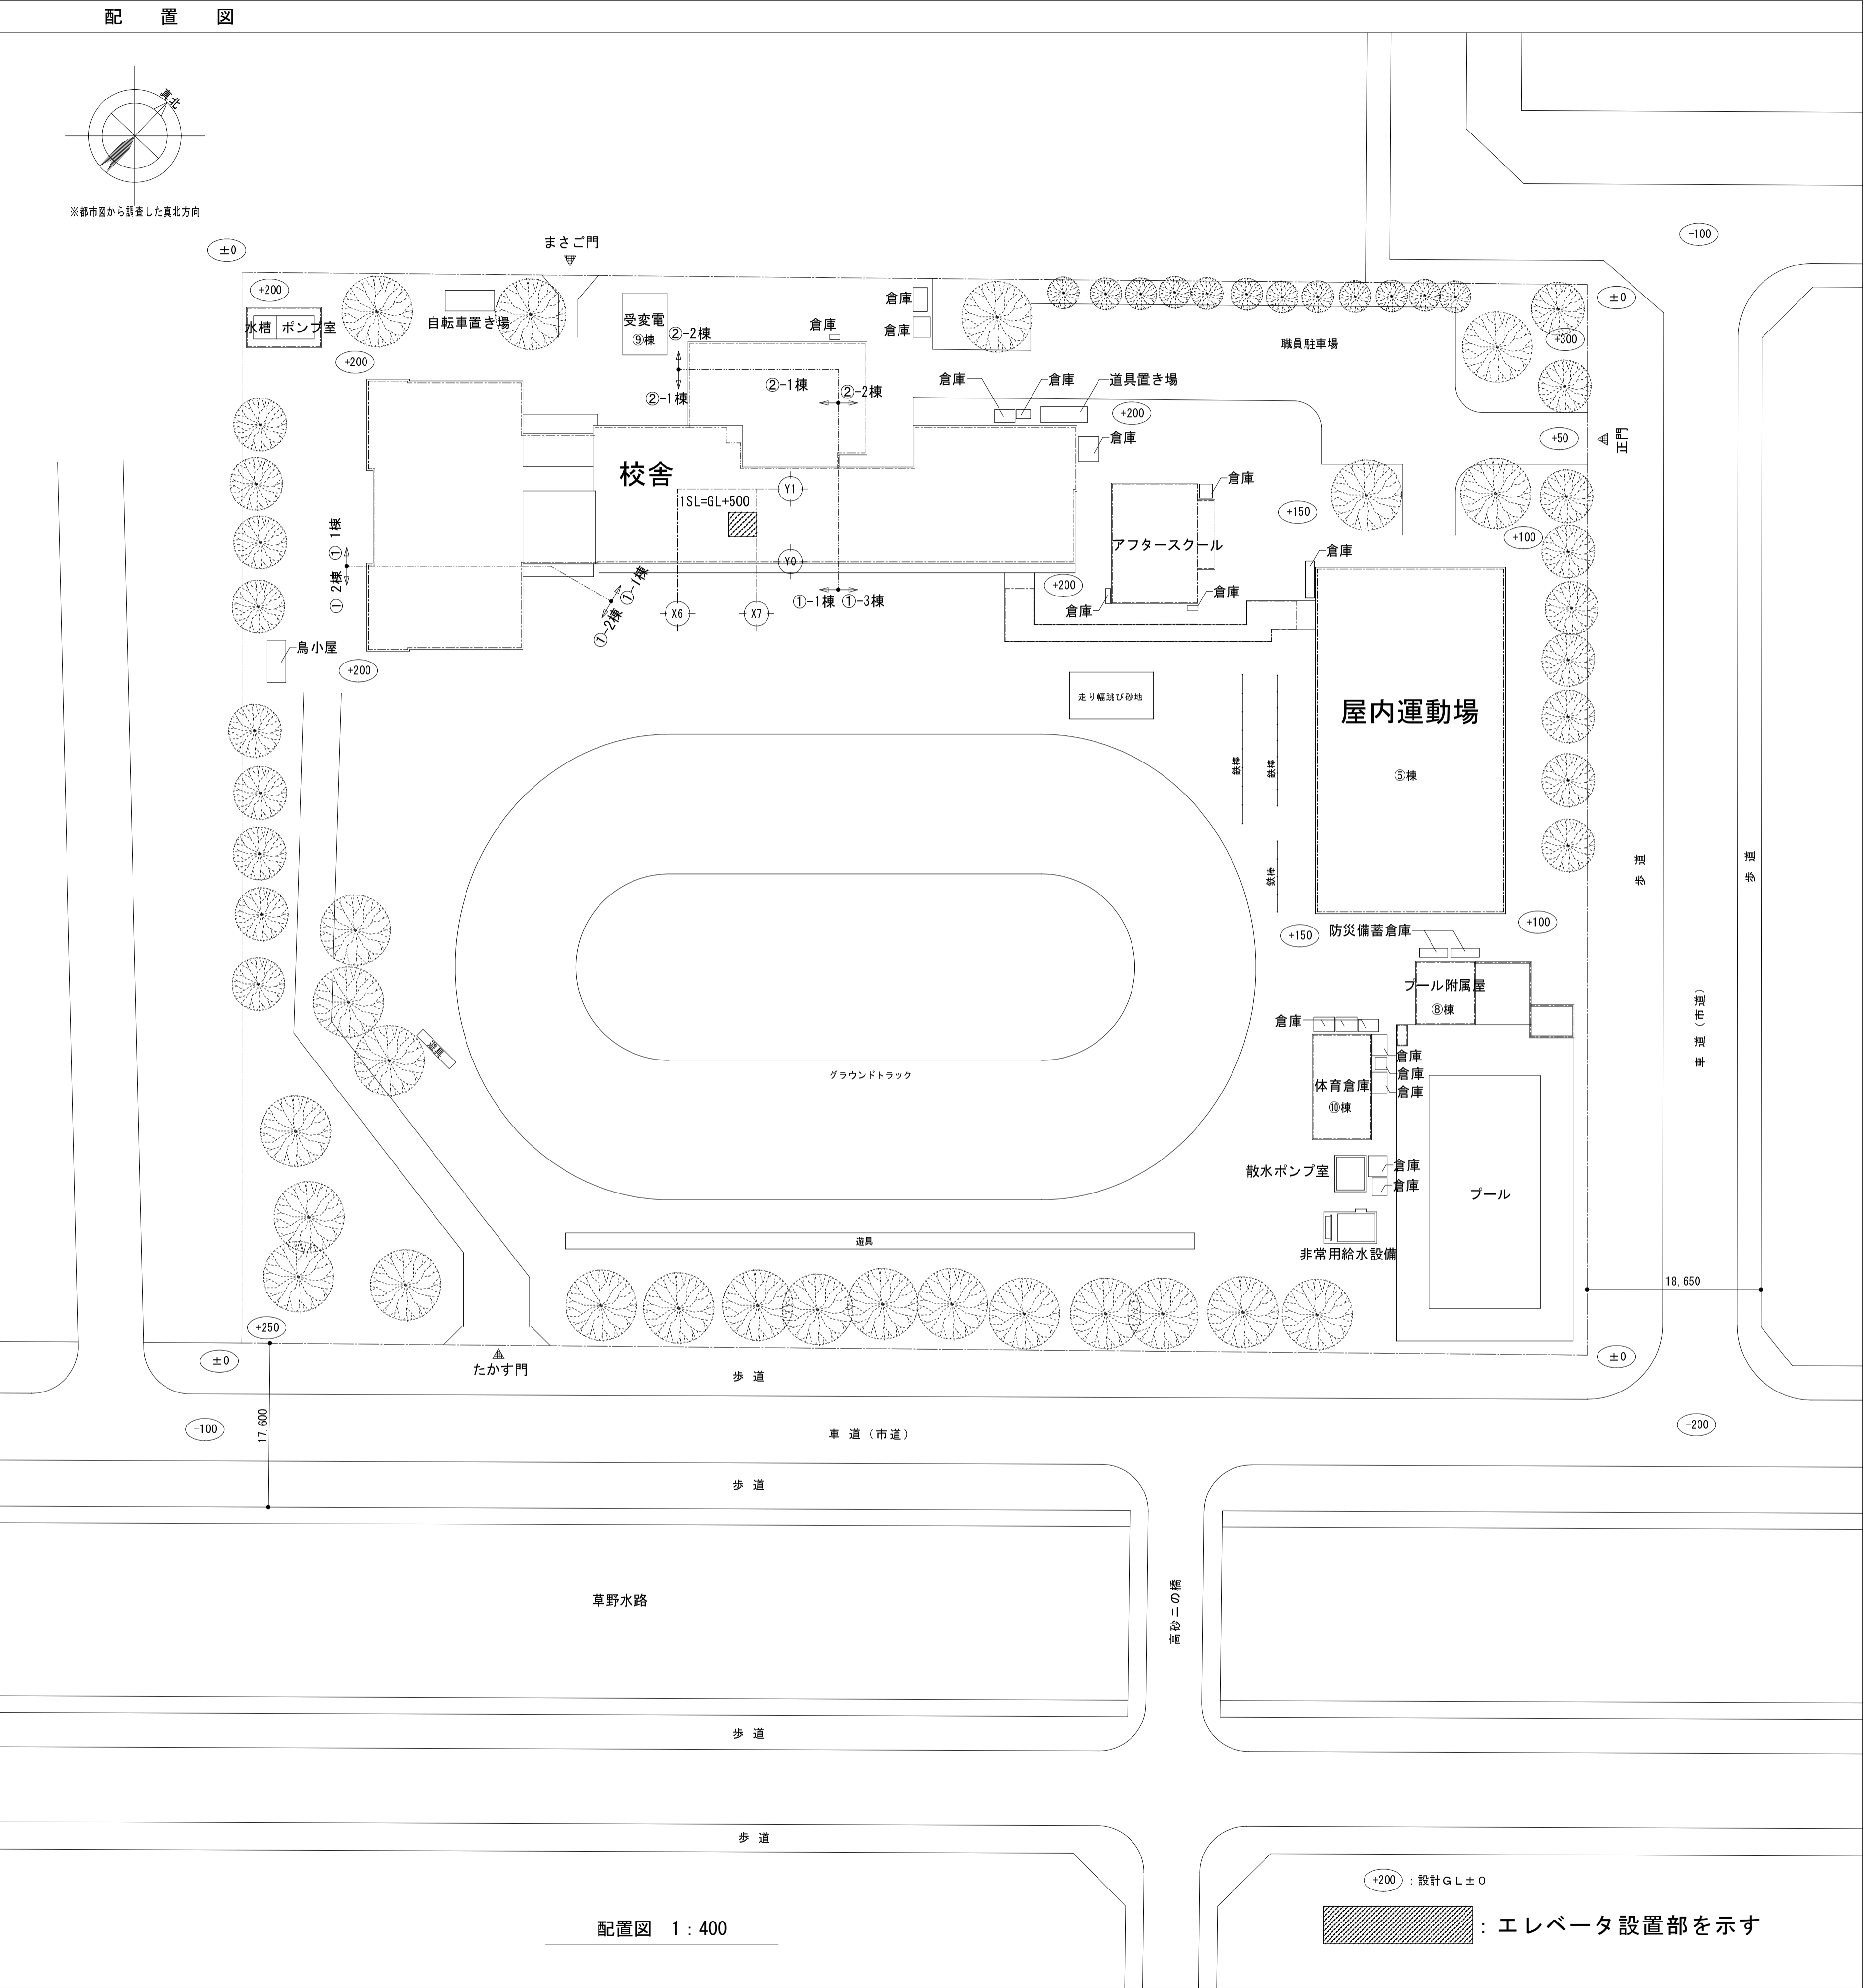 配置図
真北
※都市図から調査した真北方向
-100
±0
まさご門
+200
±0
水槽
ポンプ室
自転車置き場
受変電
⑨棟
②-2棟
②-1棟
倉庫
②-1棟
②-2棟
倉庫
倉庫
職員駐車場
+300
+200
倉庫
倉庫
道具置き場
+200
倉庫
+50
正門
校舎
1SL=GL+500
Y1
Y0
X6
X7
①-1棟
①-2棟
①-1棟
①-2棟
①-1棟
①-3棟
倉庫
+150
+100
アフタースクール
倉庫
+200
倉庫
倉庫
鳥小屋
+200
走り幅跳び砂地
鉄棒
鉄棒
鉄棒
屋内運動場
⑤棟
歩道
歩道
+150
防災備蓄倉庫
+100
プール附属屋
⑧棟
車道(市道)
倉庫
倉庫
倉庫
倉庫
体育倉庫
⑩棟
遊具
グラウンドトラック
散水ポンプ室
倉庫
倉庫
プール
遊具
非常用給水設備
18,650
+250
±0
たかす門
歩道
±0
-100
17,600
車道(市道)
-200
歩道
草野水路
高砂二の橋
歩道
歩道
+200
:設計GL±0
配置図 1:400
:エレベータ設置部を示す